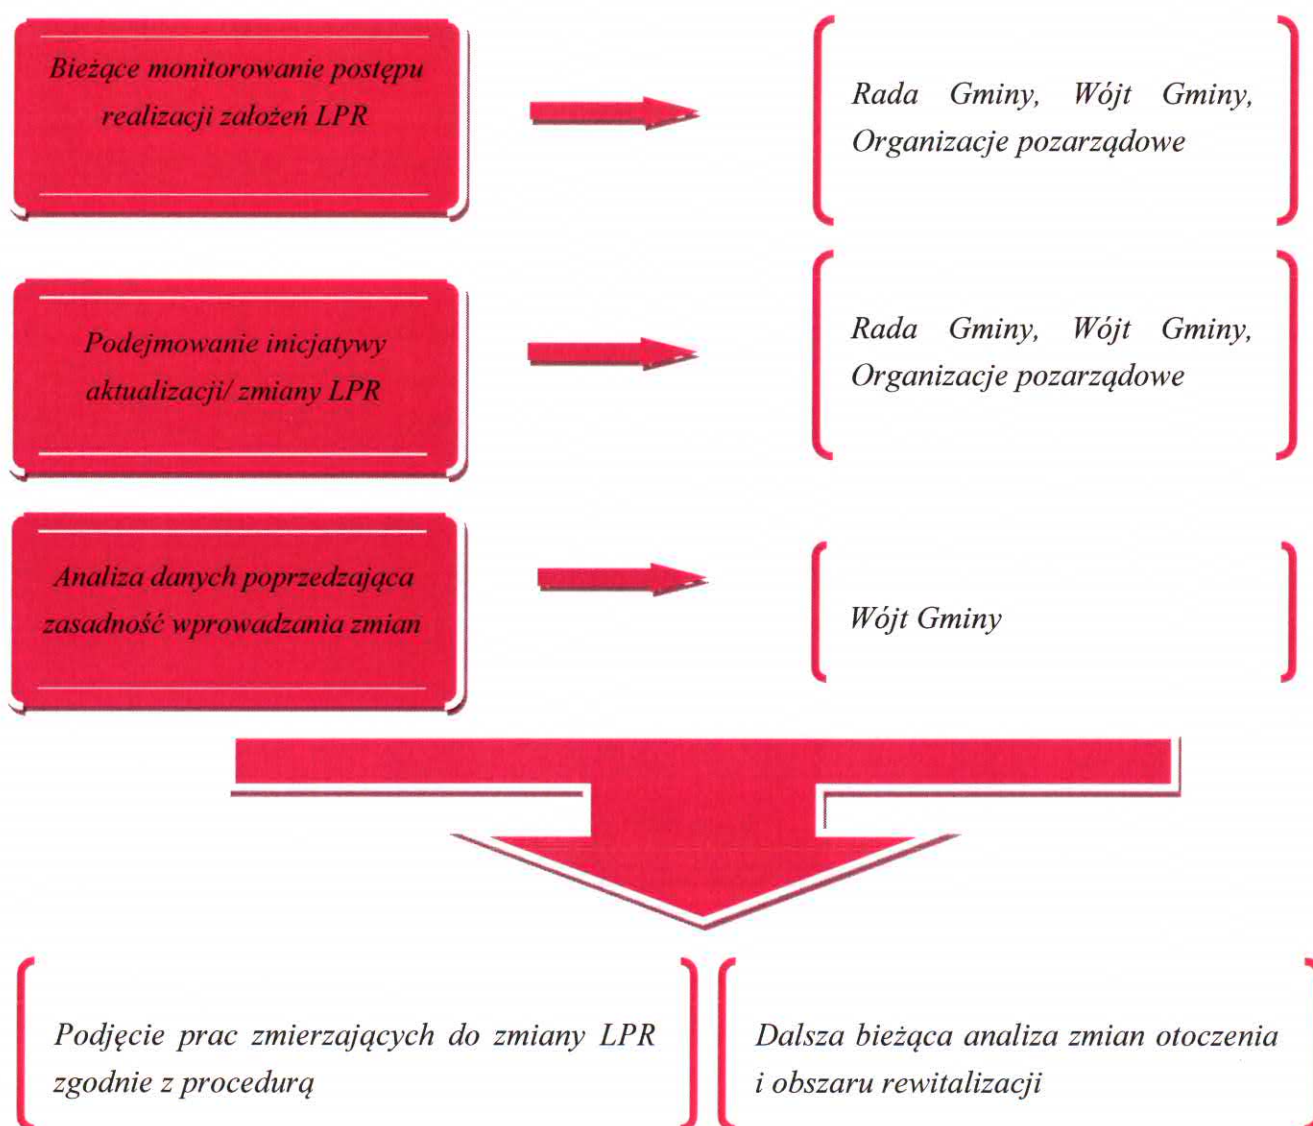 Bieżące monitorowanie postępu
realizacji założeń LPR
Rada Gminy, Wójt Gminy,
Organizacje pozarządowe
Podejmowanie inicjatywy
aktualizacji/ zmiany LPR
Rada Gminy, Wójt Gminy,
Organizacje pozarządowe
Analiza danych poprzedzająca
zasadność wprowadzania zmian
Wójt Gminy
Podjęcie prac zmierzających do zmiany LPR
zgodnie z procedurą
Dalsza bieżąca analiza zmian otoczenia
i obszaru rewitalizacji